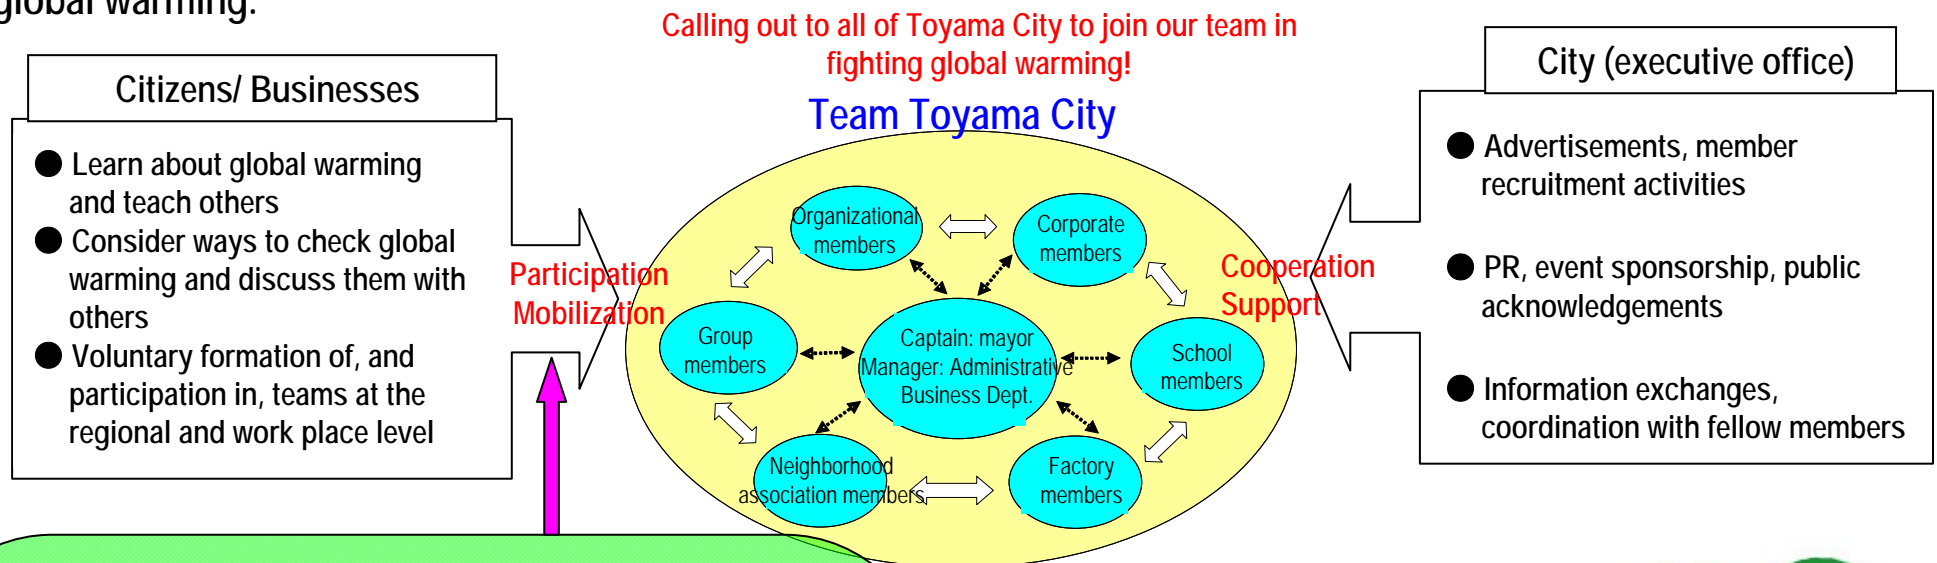 global warming.
Calling out to all of Toyama City to join our team in
fighting global warming!
Team Toyama City
Citizens/ Businesses
● Learn about global warming
and teach others
● Consider ways to check global
warming and discuss them with
others
● Voluntary formation of, and
participation in, teams at the
regional and work place level
Participation
Mobilization
Organizational
members
Corporate
members
Group
members
Captain: mayor
Manager: Administrative
Business Dept.
School
members
Neighborhood
association members
Factory
members
Cooperation
Support
City (executive office)
● Advertisements, member
recruitment activities
● PR, event sponsorship, public
acknowledgements
● Information exchanges,
coordination with fellow members